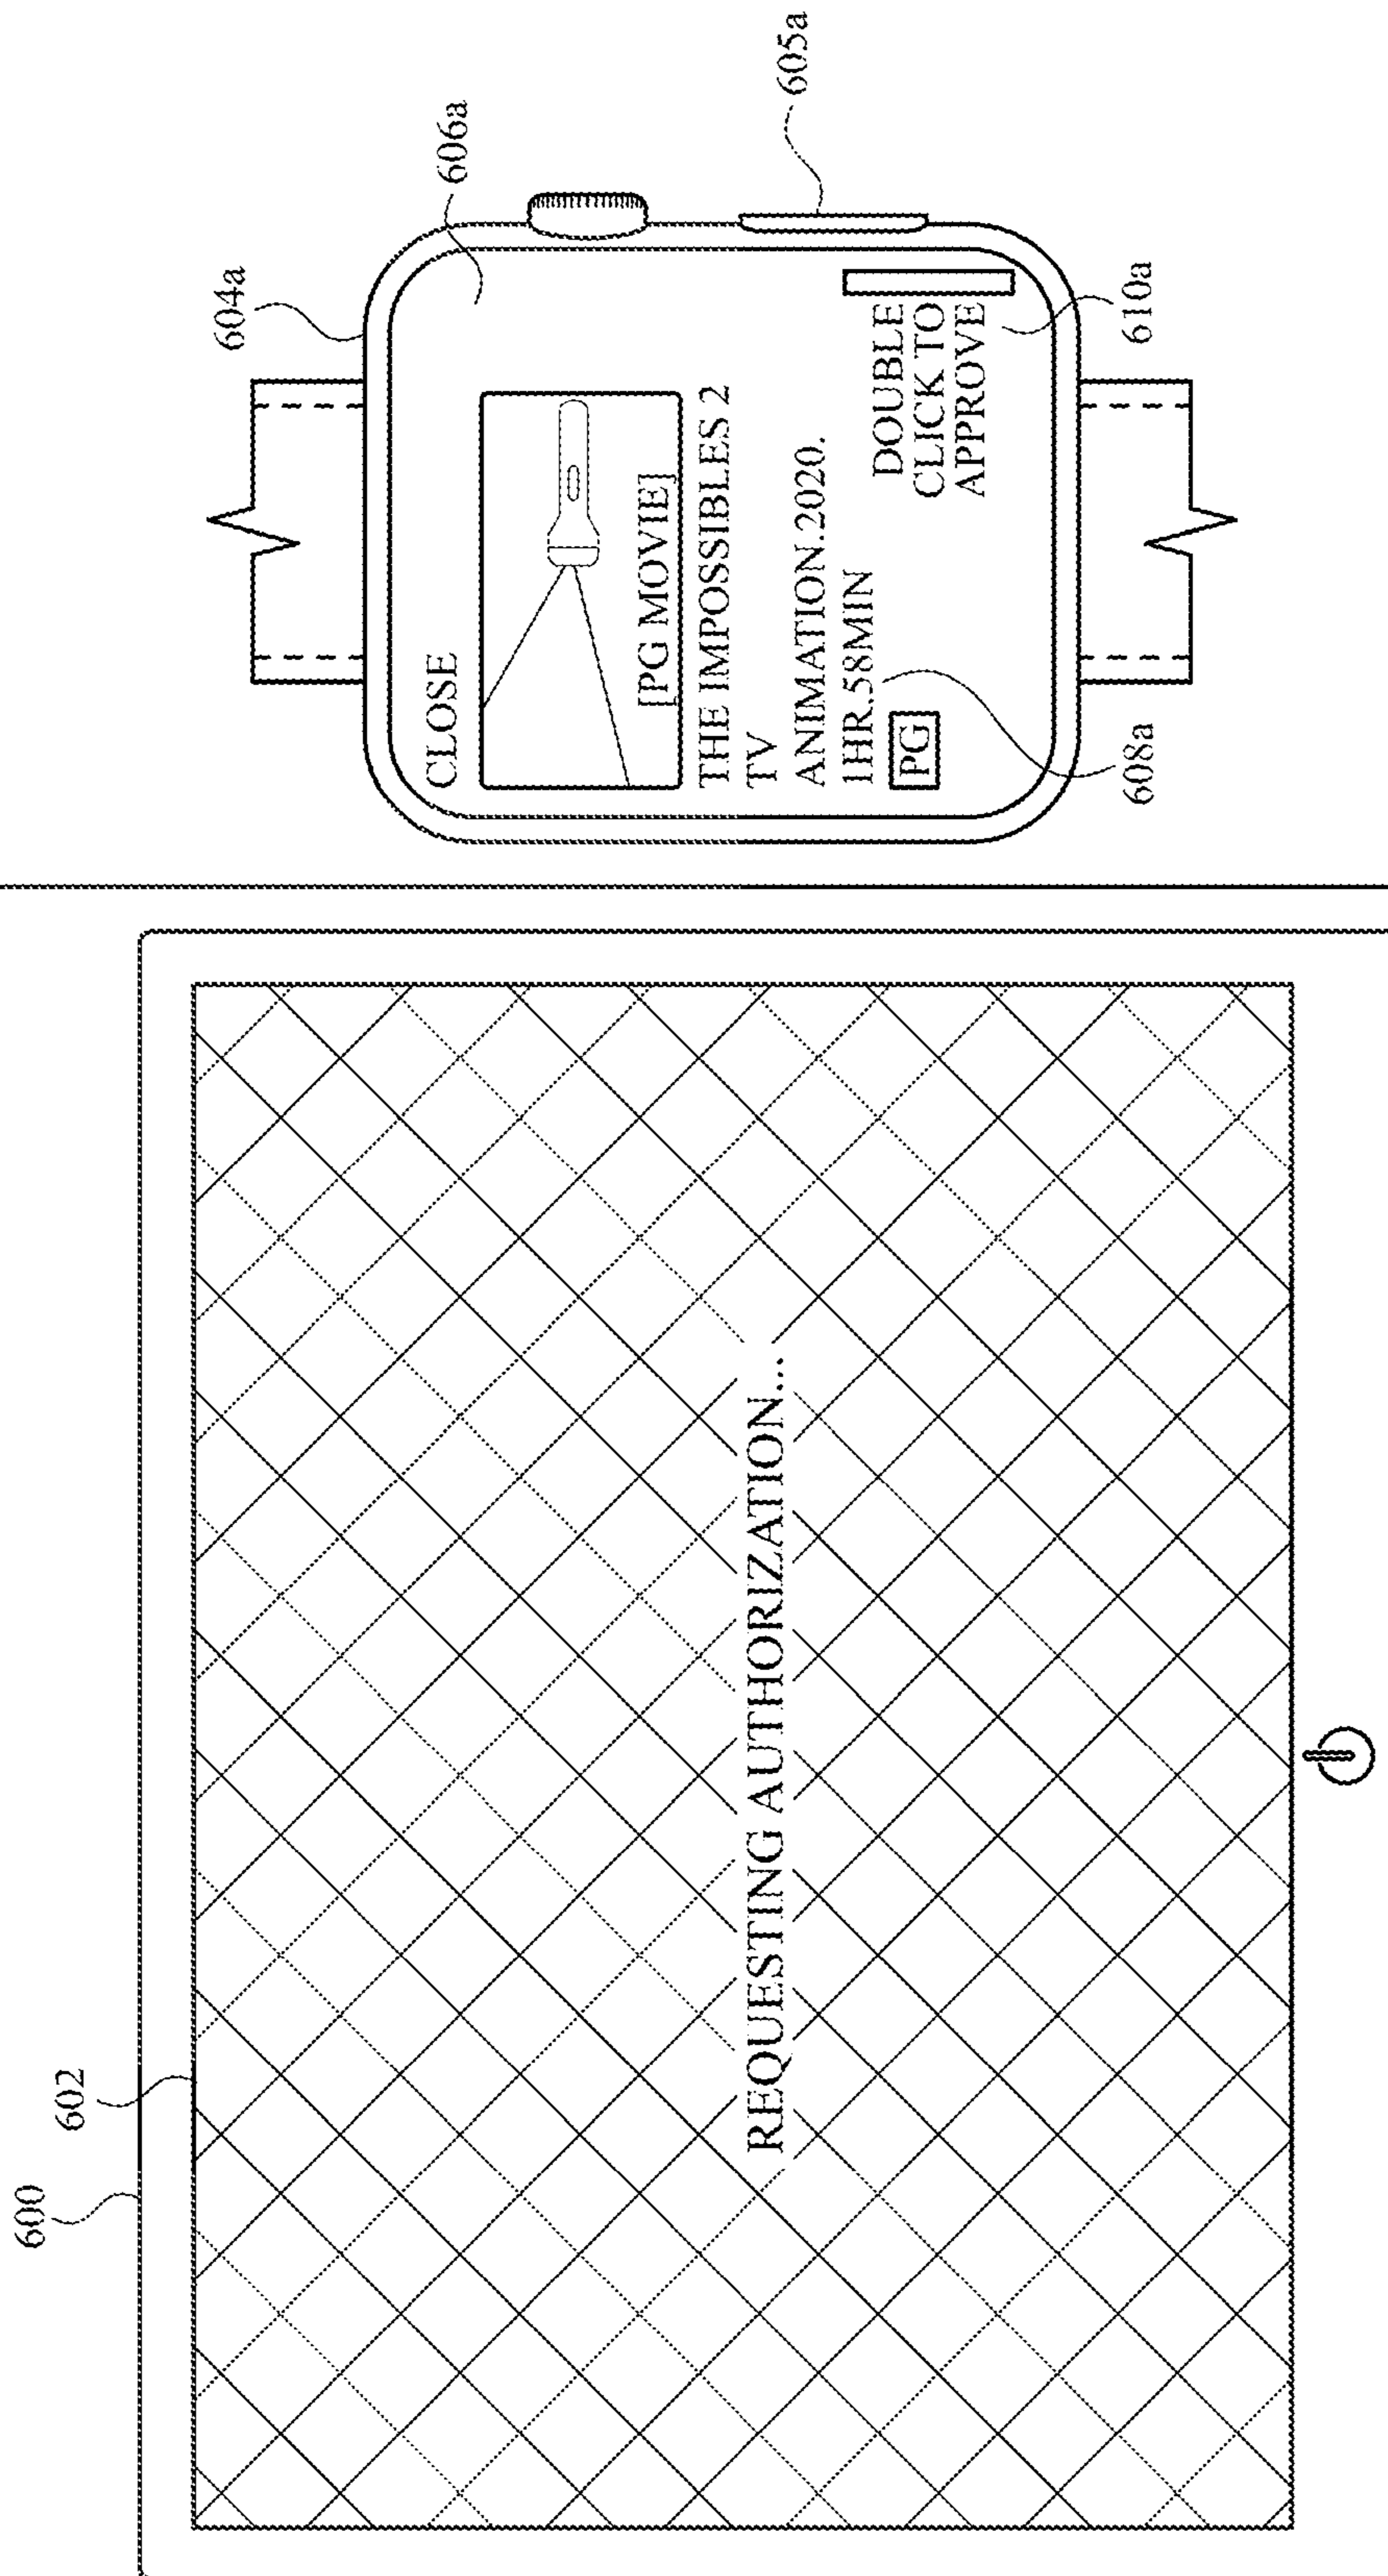 600
602
REQUESTING AUTHORIZATION...
604a
606a
605a
CLOSE
[PG MOVIE]
THE IMPOSSIBLES 2
TV
ANIMATION.2020.
1HR.58MIN
PG
DOUBLE
CLICK TO
APPROVE
608a
610a